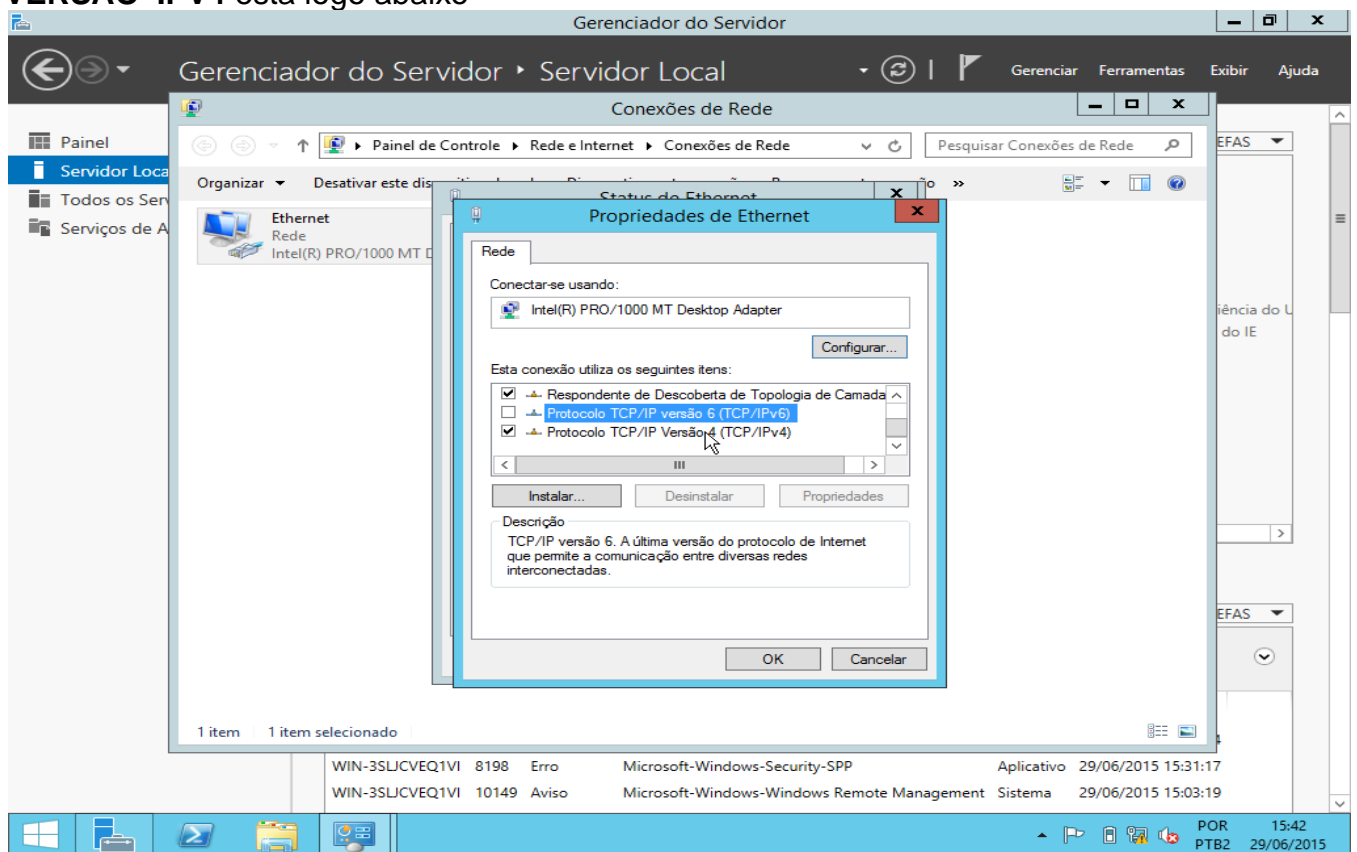 Gerenciador do Servidor
Gerenciador do Servidor Servidor Local
Gerenciar Ferramentas Exibir Ajuda
Conexões de Rede
Painel de Controle Rede e Internet Conexões de Rede
Pesquisar Conexões de Rede
Painel
Servidor Loca
Todos os Ser
Serviços de A
Organizar Desativar este
EFAS
Status do Ethernet
Propriedades de Ethernet
Ethernet
Rede
Intel(R) PRO/1000 MT D
Rede
Conectar-se usando:
Intel(R) PRO/1000 MT Desktop Adapter
Configurar...
Esta conexão utiliza os seguintes itens:
Respondente de Descoberta de Topologia de Camada
Protocolo TCP/IP versão 6 (TCP/IPv6)
Protocolo TCP/IP Versão 4 (TCP/IPv4)
Instalar... Desinstalar Propriedades
Descrição
TCP/IP versão 6. A última versão do protocolo de Internet
que permite a comunicação entre diversas redes
interconectadas.
OK Cancelar
iência do U
do IE
EFAS
1 item 1 item selecionado
WIN-3SLJCVEQ1VI 8198 Erro Microsoft-Windows-Security-SPP Aplicativo 29/06/2015 15:31:17
WIN-3SLJCVEQ1VI 10149 Aviso Microsoft-Windows-Windows Remote Management Sistema 29/06/2015 15:03:19
POR 15:42
PTB2 29/06/2015